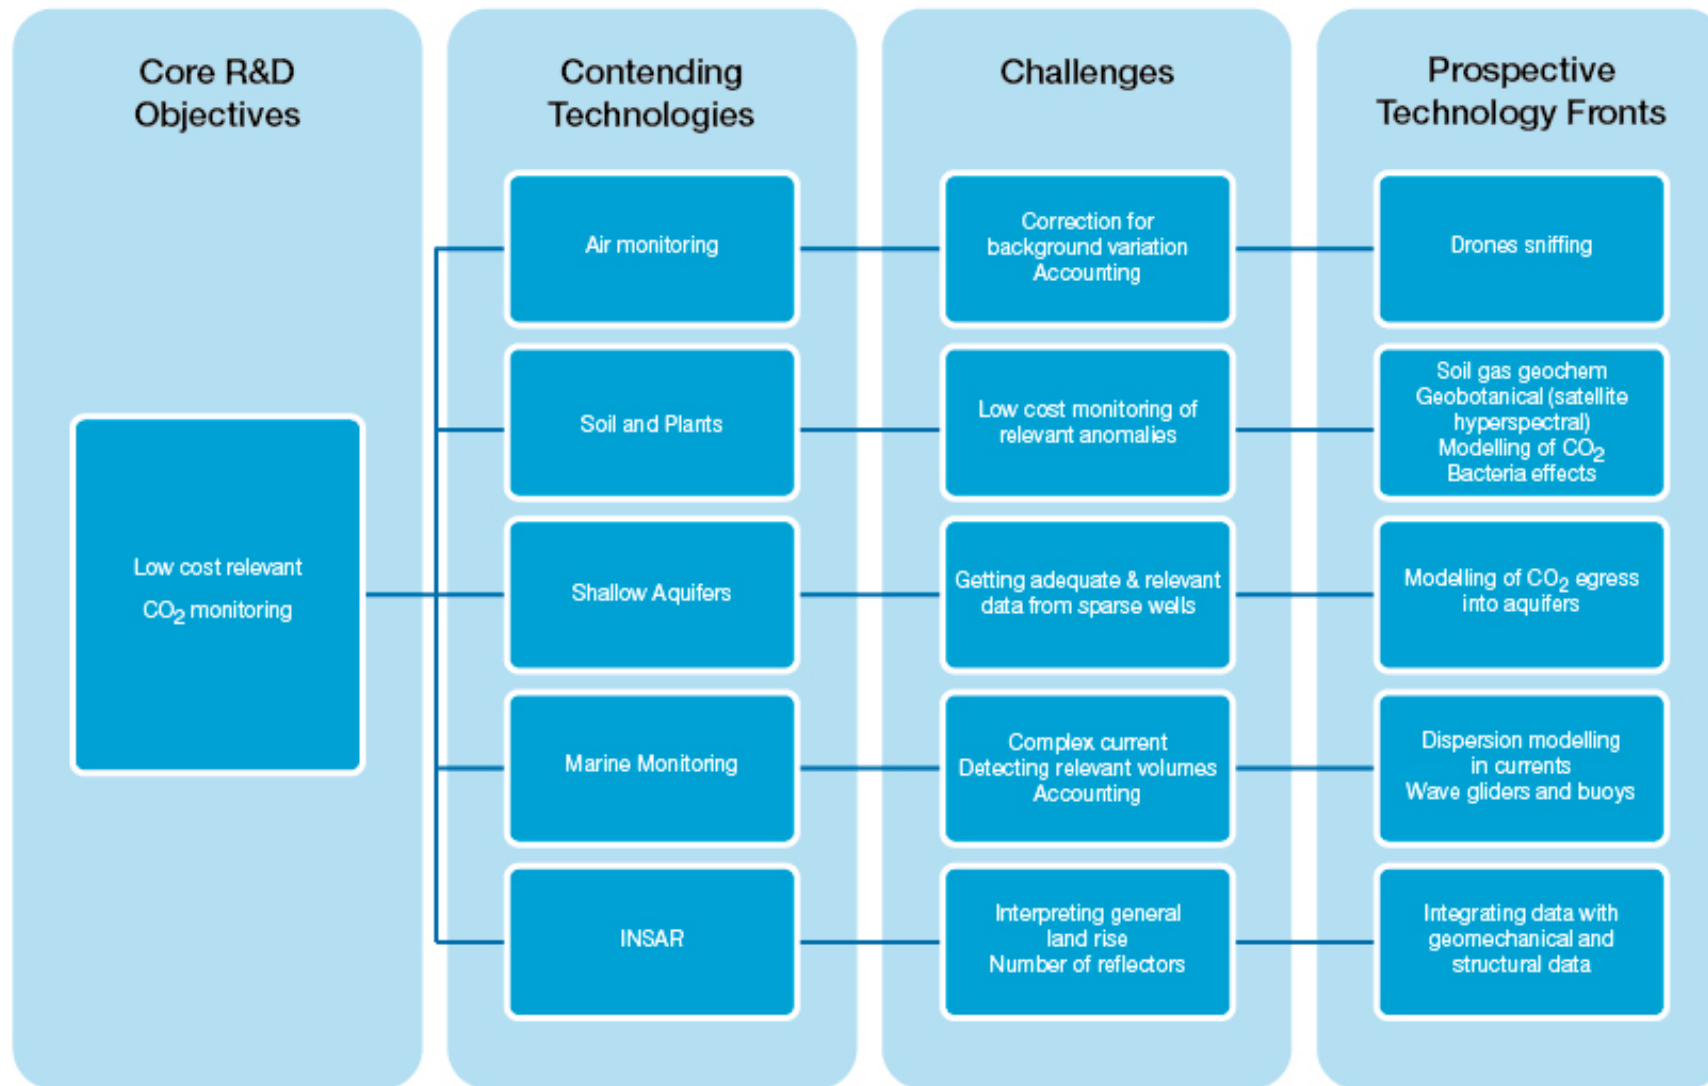 Core R&D
Objectives
Contending
Technologies
Challenges
Prospective
Technology Fronts
Low cost relevant
CO2 monitoring
Air monitoring
Correction for
background variation
Accounting
Drones sniffing
Soil and Plants
Low cost monitoring of
relevant anomalies
Soil gas geochem
Geobotanical (satellite
hyperspectral)
Modelling of CO2
Bacteria effects
Shallow Aquifers
Getting adequate & relevant
data from sparse wells
Modelling of CO2 egress
into aquifers
Marine Monitoring
Complex current
Detecting relevant volumes
Accounting
Dispersion modelling
in currents
Wave gliders and buoys
INSAR
Interpreting general
land rise
Number of reflectors
Integrating data with
geomechanical and
structural data